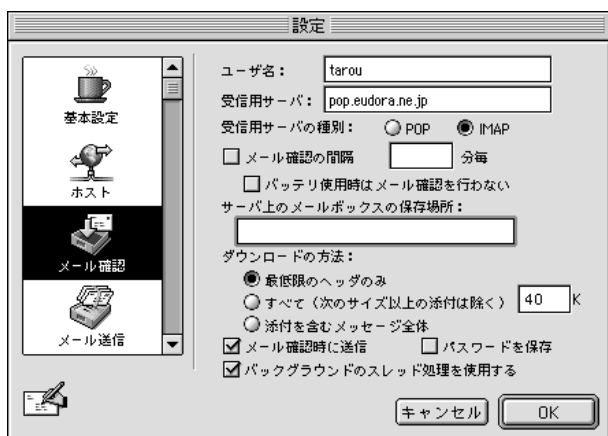 設定
基本設定
ホスト
メール確認
メール送信
ユーザ名： tarou
受信用サーバ： pop.eudora.ne.jp
受信用サーバの種別： POP IMAP
メール確認の間隔 分毎
バッテリ使用時はメール確認を行わない
サーバ上のメールボックスの保存場所：
ダウンロードの方法：
最低限のヘッダのみ
すべて（次のサイズ以上の添付は除く） 40 K
添付を含むメッセージ全体
メール確認時に送信 パスワードを保存
バックグラウンドのスレッド処理を使用する
キャンセル OK